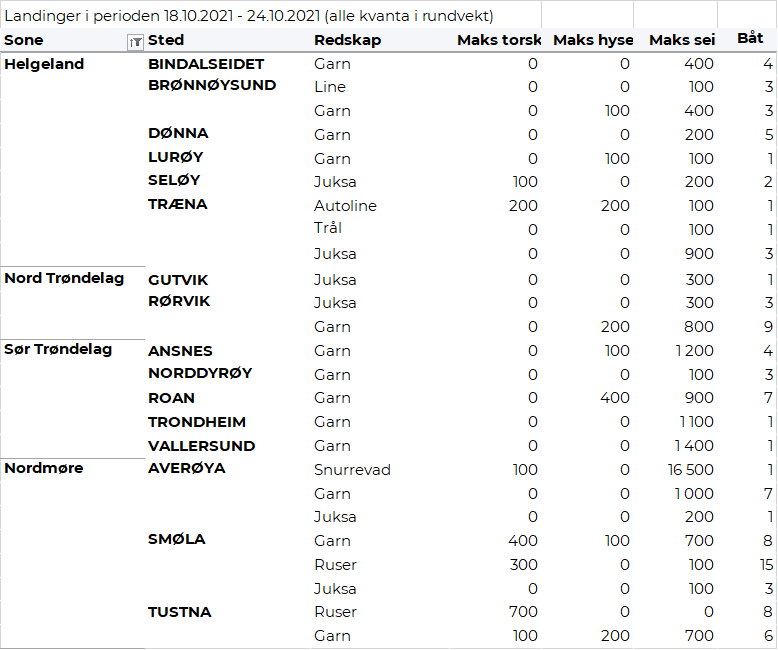 Landinger i perioden 18.10.2021 - 24.10.2021 (alle kvanta i rundvekt)
Sone Sted Redskap Maks torsk Maks hyse Maks sei Båt
Helgeland BINDALSEIDET Garn 0 0 400 4
BRØNNØYSUND Line 0 0 100 3
Garn 0 100 400 3
DØNNA Garn 0 0 200 5
LURØY Garn 0 100 100 1
SELØY Juksa 100 0 200 2
TRÆNA Autoline 200 200 100 1
Trål 0 0 100 1
Juksa 0 0 900 3
Nord Trøndelag GUTVIK Juksa 0 0 300 1
RØRVIK Juksa 0 0 300 3
Garn 0 200 800 9
Sør Trøndelag ANSNES Garn 0 100 1 200 4
NORDDYRØY Garn 0 0 100 3
ROAN Garn 0 400 900 7
TRONDHEIM Garn 0 0 1 100 1
VALLERSUND Garn 0 0 1 400 1
Nordmøre AVERØYA Snurrevad 100 0 16 500 1
Garn 0 0 1 000 7
Juksa 0 0 200 1
SMØLA Garn 400 100 700 8
Ruser 300 0 100 15
Juksa 0 0 100 3
TUSTNA Ruser 700 0 0 8
Garn 100 200 700 6